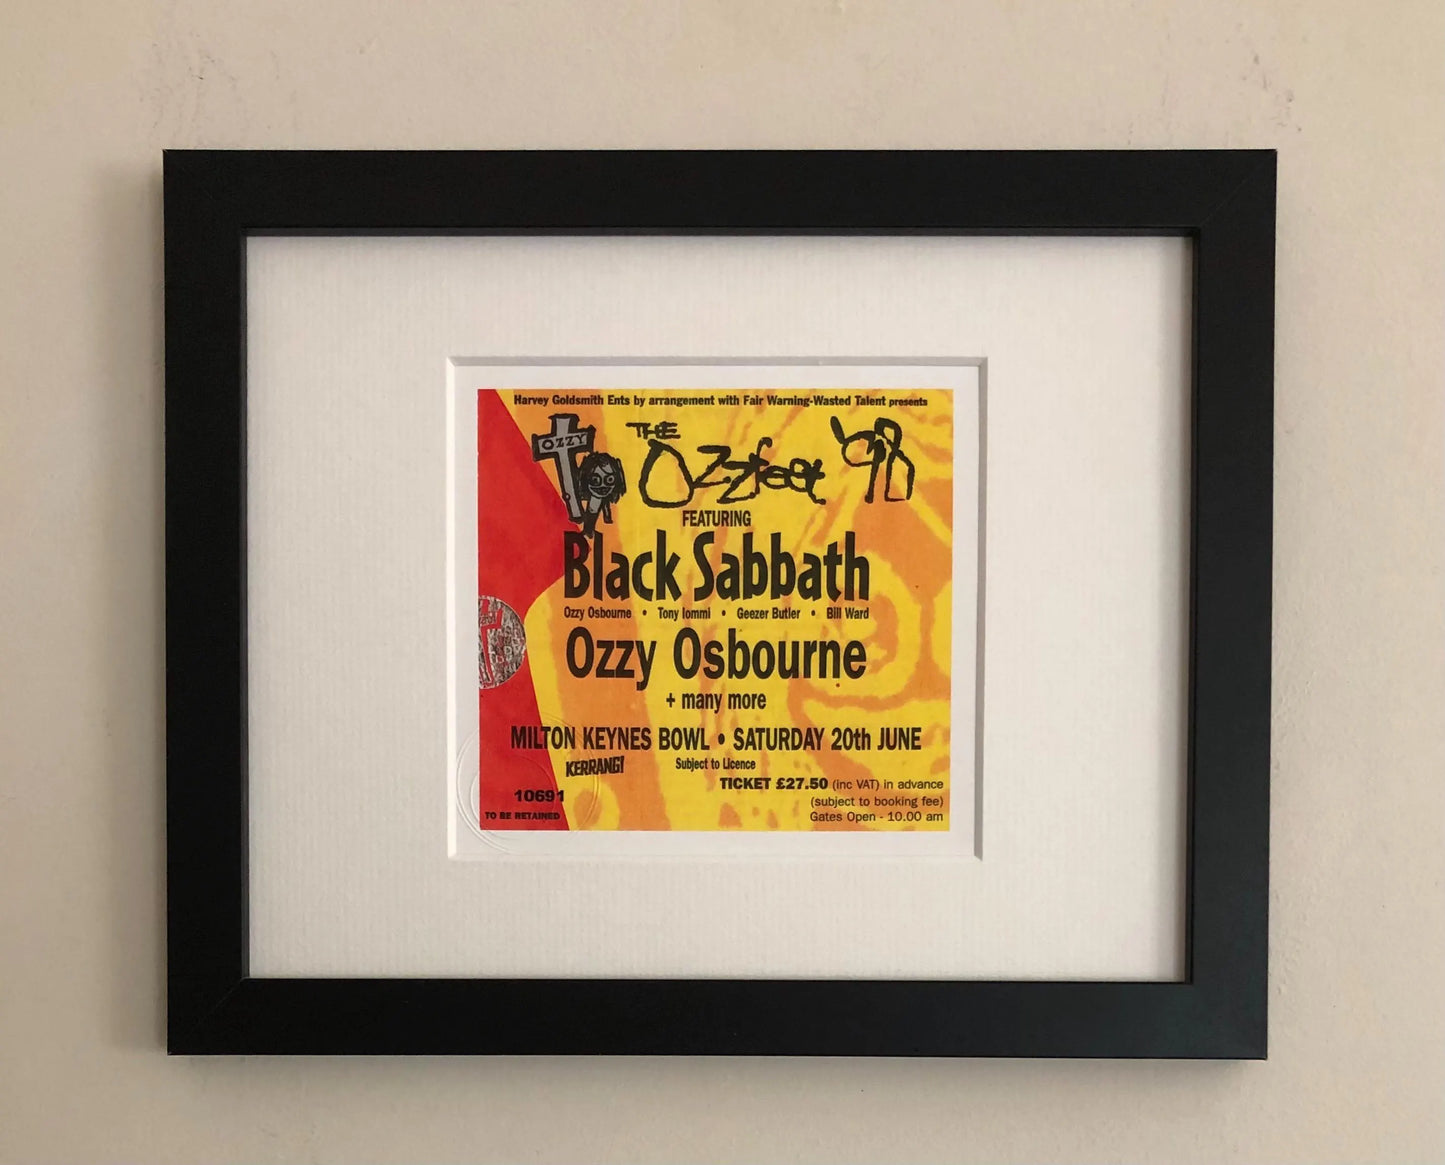 Harvey Goldsmith Ents by arrangement with Fair Warning-Wasted Talent presents
OZZY
THE
Ozzfest '98
FEATURING
Black Sabbath
Ozzy Osbourne • Tony Iommi • Geezer Butler • Bill Ward
Ozzy Osbourne
+ many more
MILTON KEYNES BOWL • SATURDAY 20th JUNE
KERRANG!
Subject to Licence
TICKET £27.50 (inc VAT) in advance
(subject to booking fee)
Gates Open - 10.00 am
10691
TO BE RETAINED